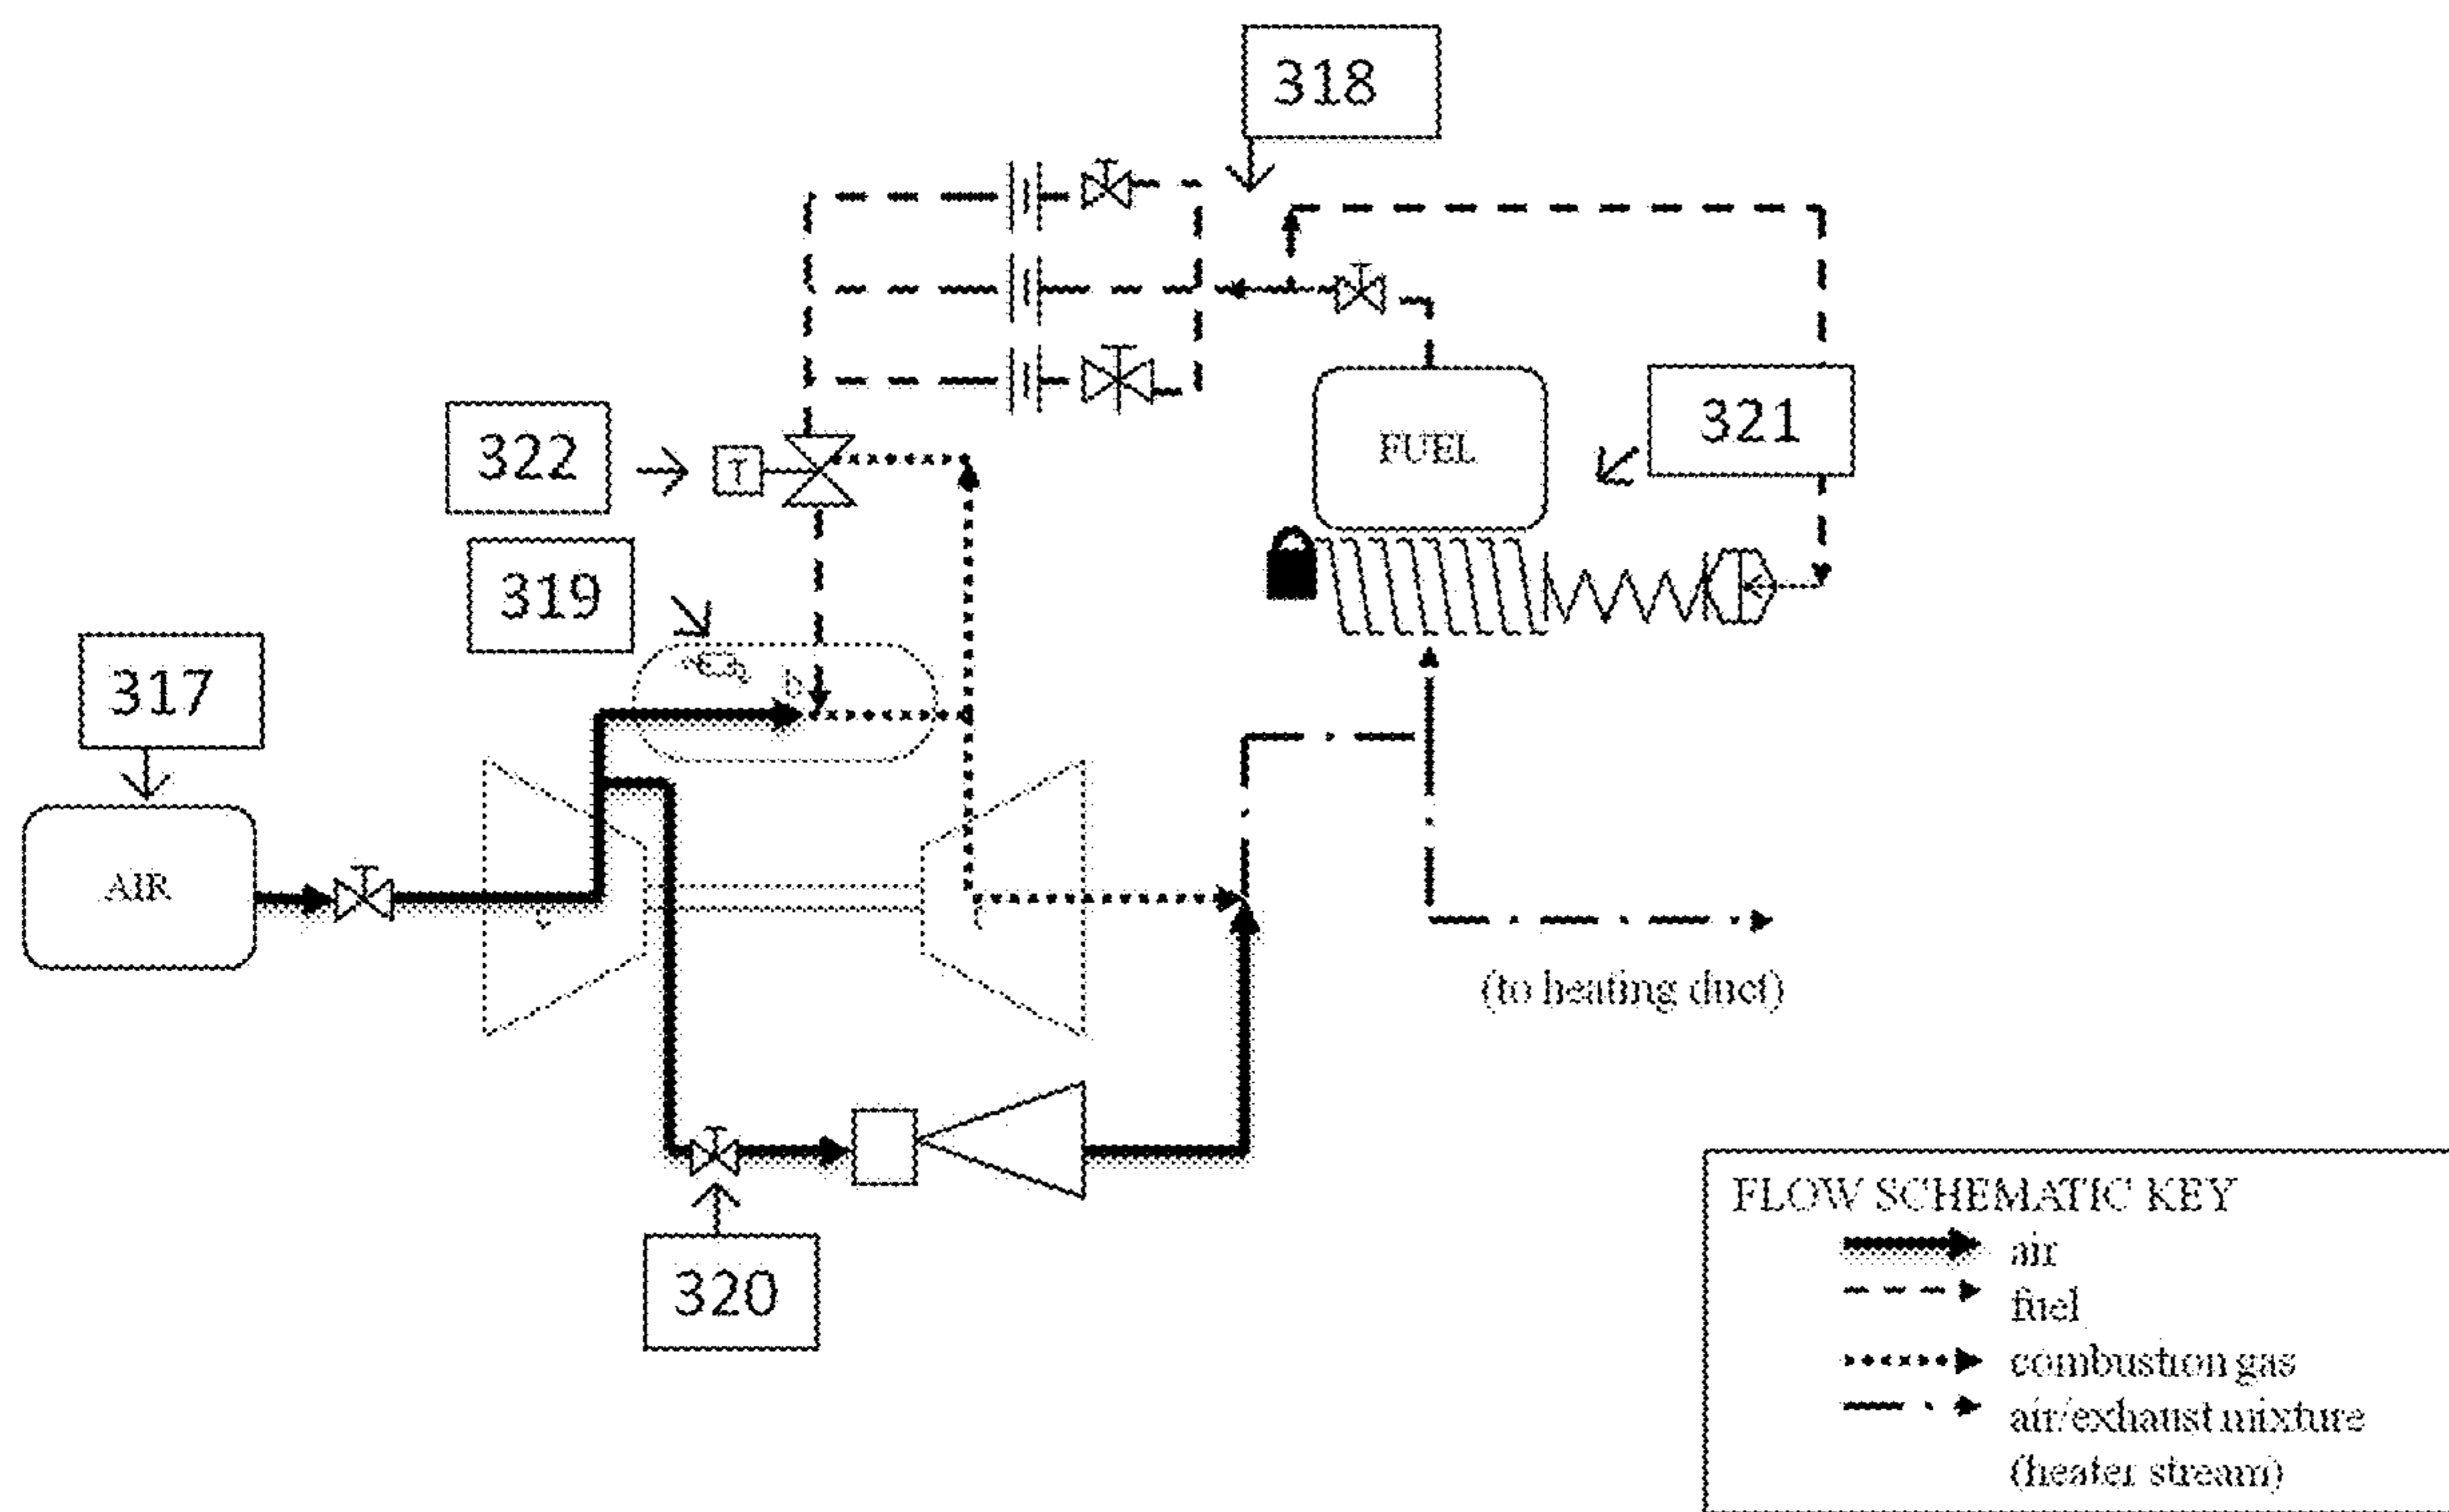 318
322
T
FUEL
321
319
317
AIR
(to heating duct)
320
FLOW SCHEMATIC KEY
air
fuel
combustion gas
air/exhaust mixture
(heater stream)